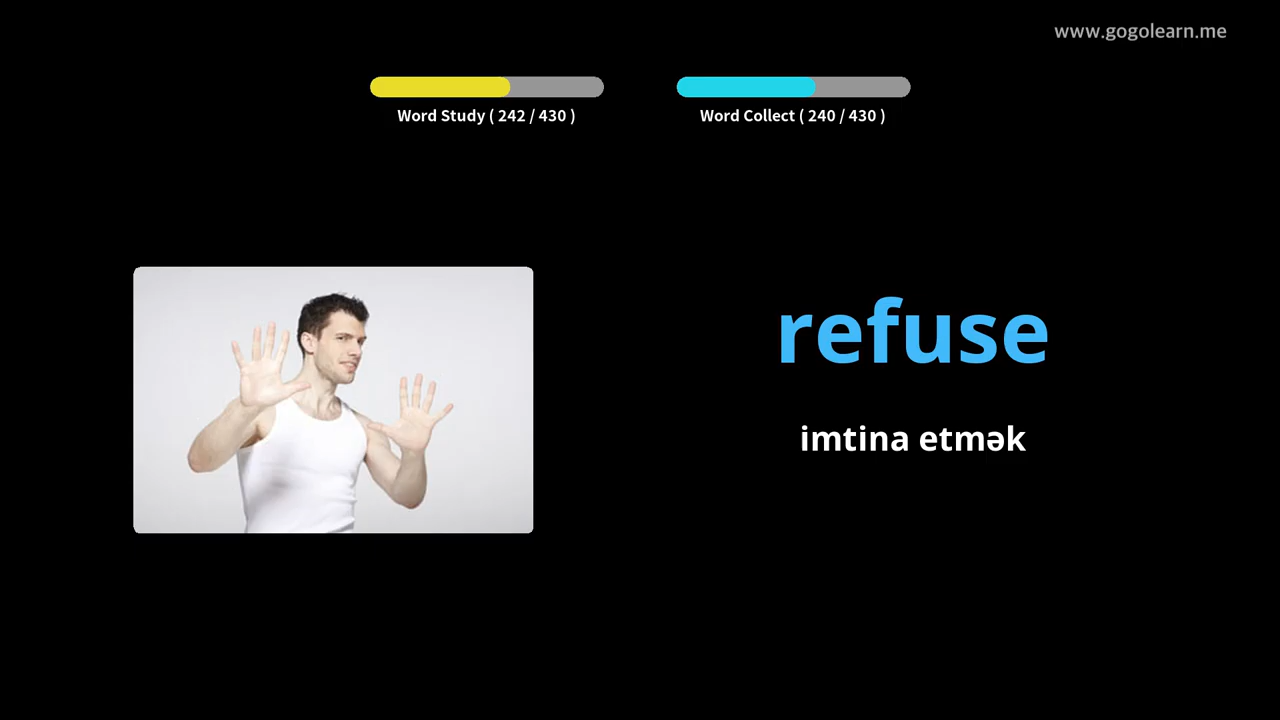 www.gogolearn.me
Word Study ( 242 / 430 )
Word Collect ( 240 / 430 )
refuse
imtina etmək